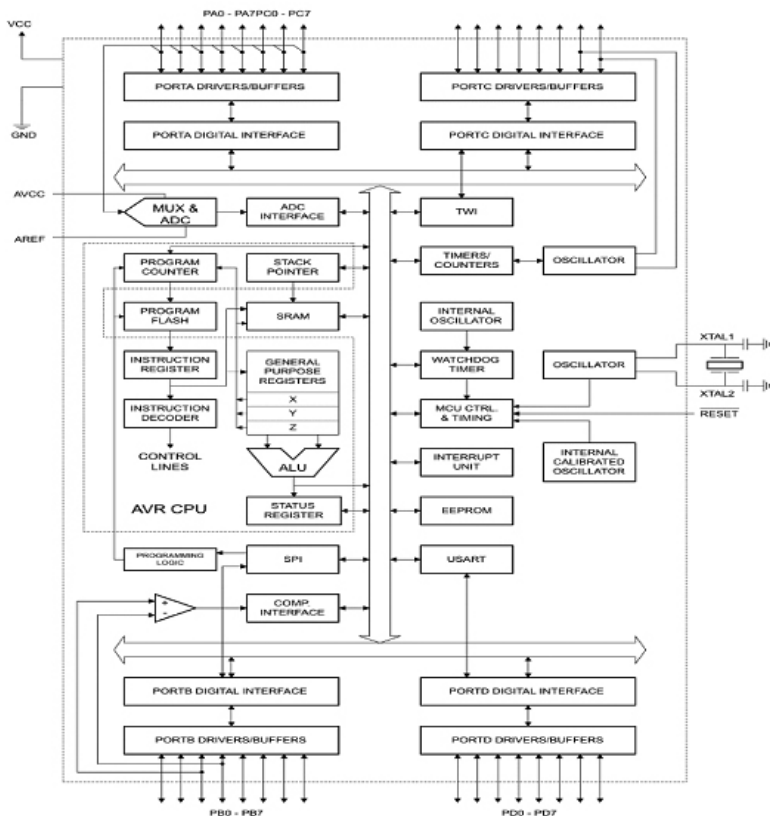 PA0 - PA7PC0 - PC7
VCC
GND
PORTA DRIVERS/BUFFERS
PORTC DRIVERS/BUFFERS
PORTA DIGITAL INTERFACE
PORTC DIGITAL INTERFACE
AVCC
AREF
MUX &
ADC
ADC
INTERFACE
TWI
PROGRAM
COUNTER
STACK
POINTER
TIMERS/
COUNTERS
OSCILLATOR
PROGRAM
FLASH
SRAM
INTERNAL
OSCILLATOR
XTAL1
INSTRUCTION
REGISTER
GENERAL
PURPOSE
REGISTERS
WATCHDOG
TIMER
OSCILLATOR
XTAL2
X
Y
Z
INSTRUCTION
DECODER
MCU CTRL.
& TIMING
RESET
CONTROL
LINES
ALU
INTERRUPT
UNIT
INTERNAL
CALIBRATED
OSCILLATOR
AVR CPU
STATUS
REGISTER
EEPROM
PROGRAMMING
LOGIC
SPI
USART
+
-
COMP.
INTERFACE
PORTB DIGITAL INTERFACE
PORTD DIGITAL INTERFACE
PORTB DRIVERS/BUFFERS
PORTD DRIVERS/BUFFERS
PB0 - PB7
PD0 - PD7